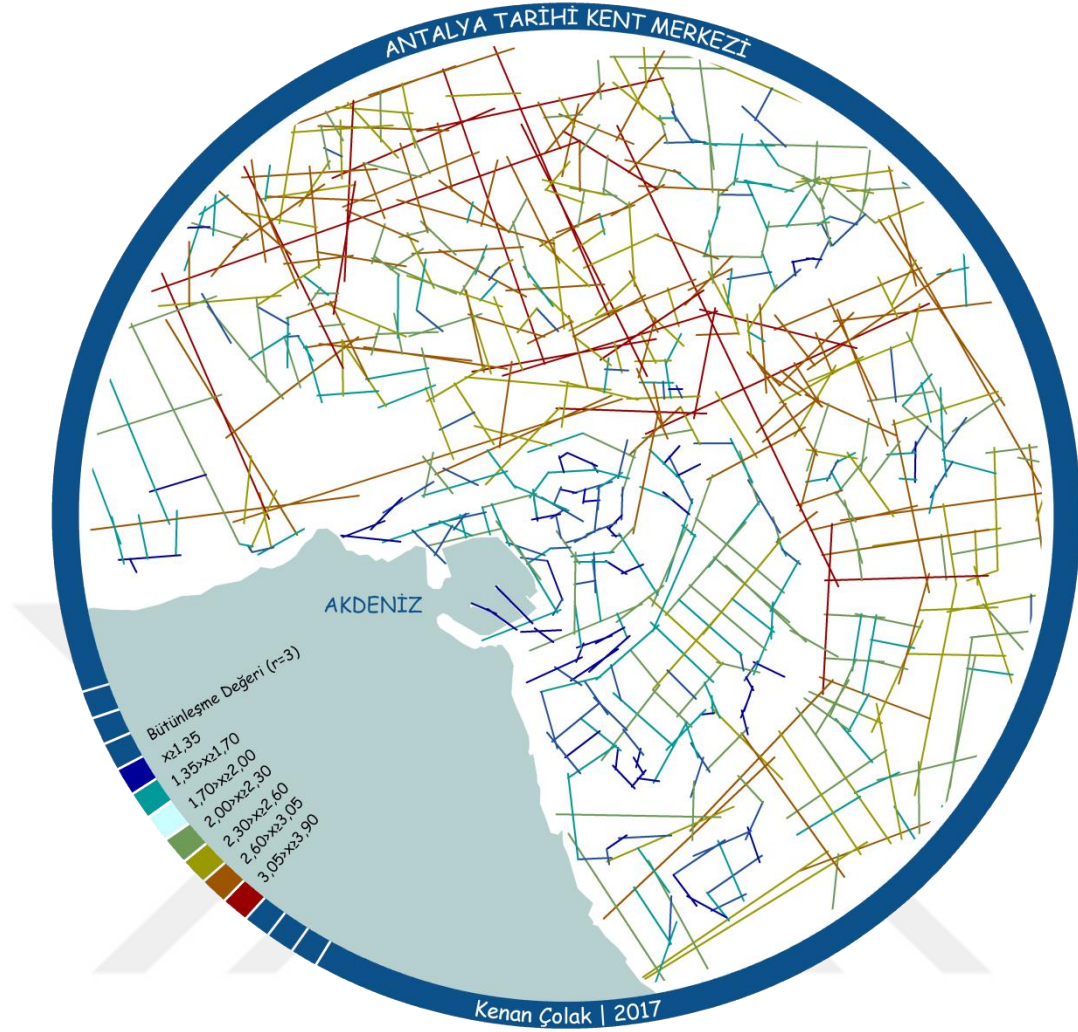 ANTALYA TARİHİ KENT MERKEZİ
AKDENİZ
Bütünleşme Değeri (r=3)
x≥1,35
1,35>x≥1,70
1,70>x≥2,00
2,00>x≥2,30
2,30>x≥2,60
2,60>x≥3,05
3,05>x≥3,90
Kenan Çolak | 2017